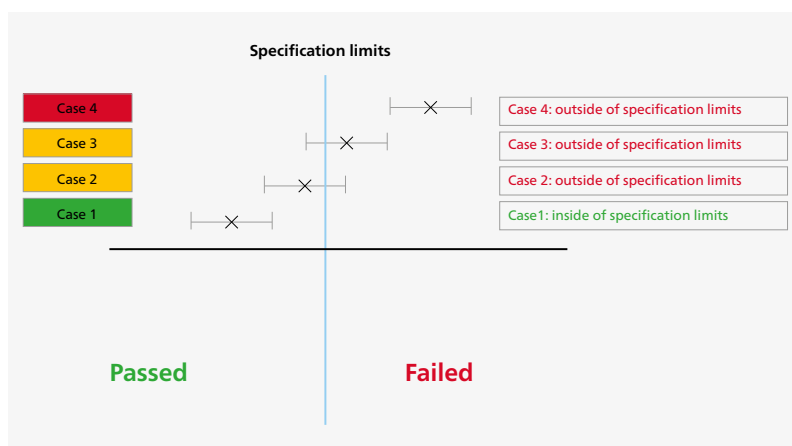 Specification limits
Case 4
Case 4: outside of specification limits
Case 3
Case 3: outside of specification limits
Case 2
Case 2: outside of specification limits
Case 1
Case1: inside of specification limits
Passed
Failed